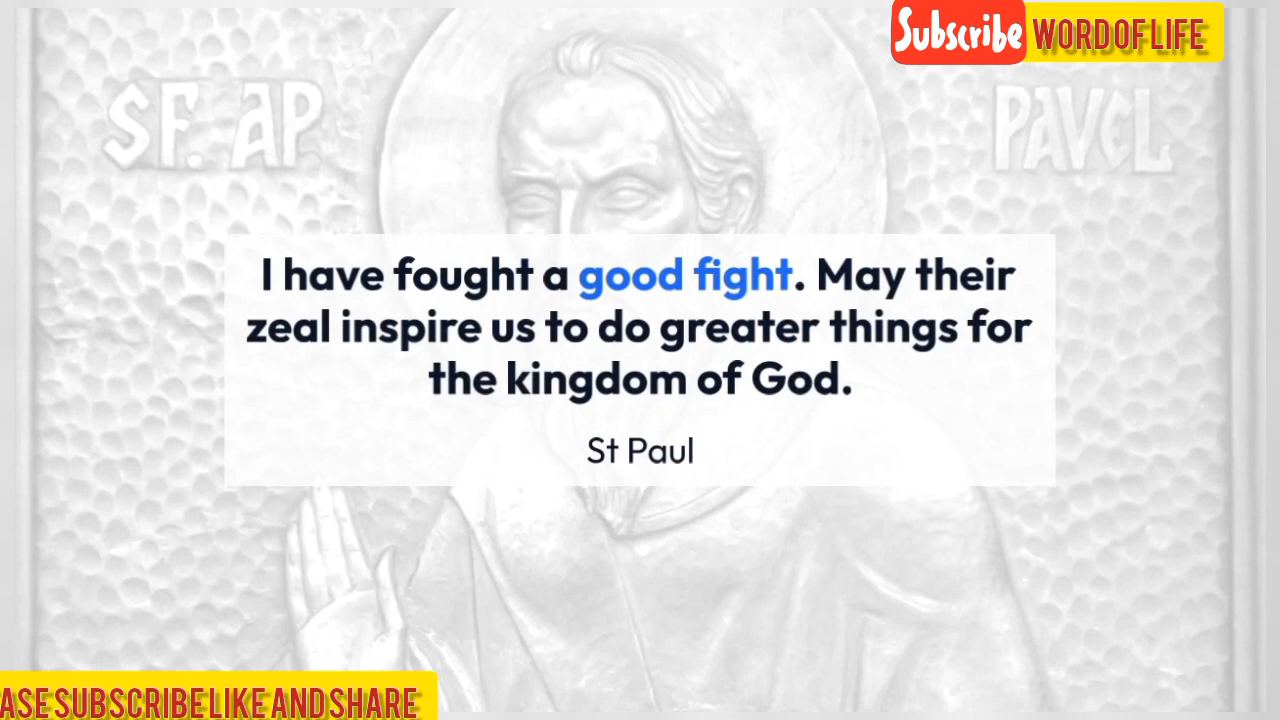 Subscribe WORD OF LIFE
SF. AP PAVEL
I have fought a good fight. May their
zeal inspire us to do greater things for
the kingdom of God.
St Paul
ASE SUBSCRIBE LIKE AND SHARE